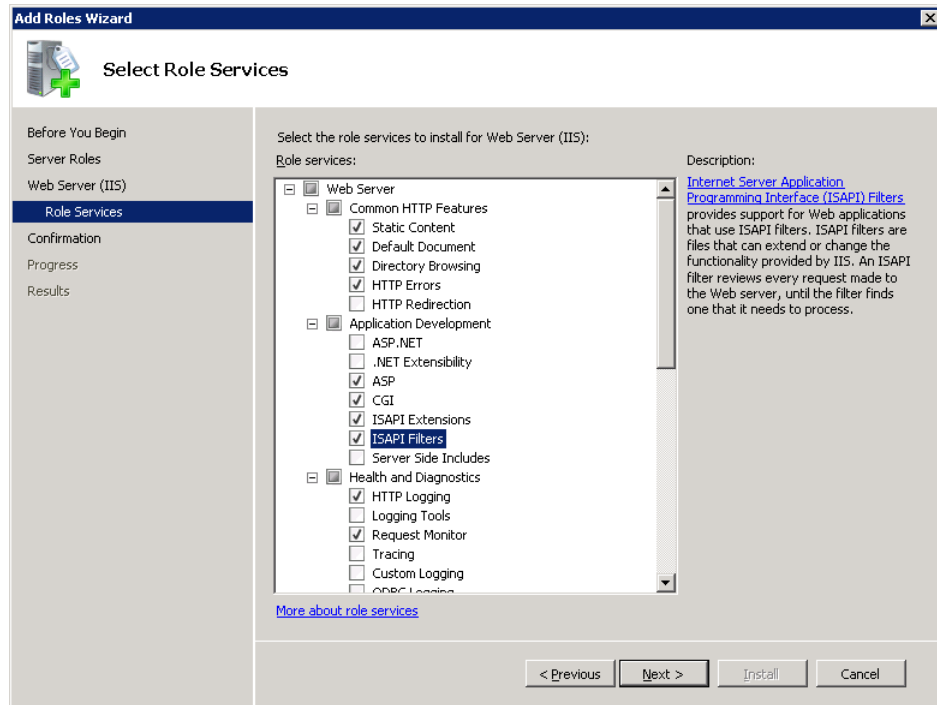 Add Roles Wizard
Select Role Services
Before You Begin
Server Roles
Web Server (IIS)
Role Services
Confirmation
Progress
Results
Select the role services to install for Web Server (IIS):
Role services:
Web Server
Common HTTP Features
Static Content
Default Document
Directory Browsing
HTTP Errors
HTTP Redirection
Application Development
ASP.NET
.NET Extensibility
ASP
CGI
ISAPI Extensions
ISAPI Filters
Server Side Includes
Health and Diagnostics
HTTP Logging
Logging Tools
Request Monitor
Tracing
Custom Logging
ODBC Logging
More about role services
Description:
Internet Server Application
Programming Interface (ISAPI) Filters
provides support for Web applications
that use ISAPI filters. ISAPI filters are
files that can extend or change the
functionality provided by IIS. An ISAPI
filter reviews every request made to
the Web server, until the filter finds
one that it needs to process.
< Previous
Next >
Install
Cancel